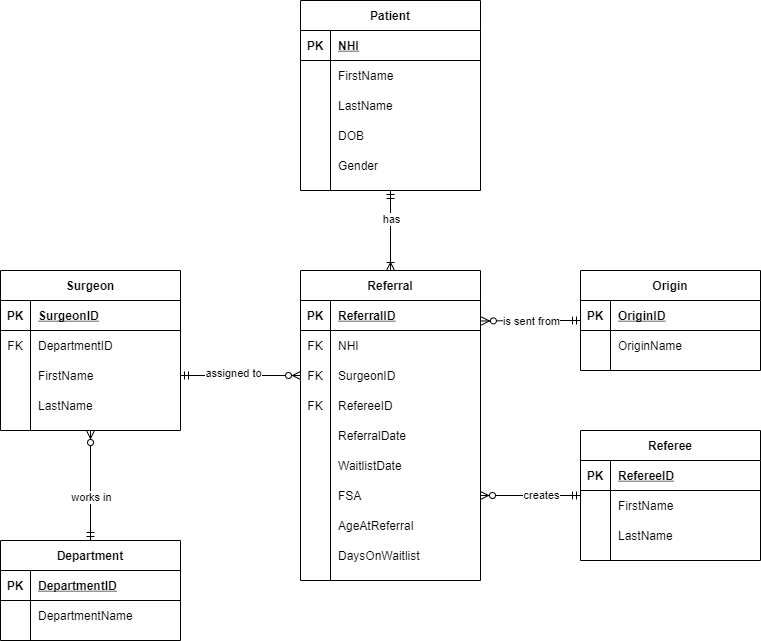 Patient
PK NHI
FirstName
LastName
DOB
Gender
has
Surgeon
PK SurgeonID
FK DepartmentID
FirstName
LastName
assigned to
works in
Department
PK DepartmentID
DepartmentName
Referral
PK ReferralID
FK NHI
FK SurgeonID
FK RefereeID
ReferralDate
WaitlistDate
FSA
AgeAtReferral
DaysOnWaitlist
is sent from
creates
Origin
PK OriginID
OriginName
Referee
PK RefereeID
FirstName
LastName